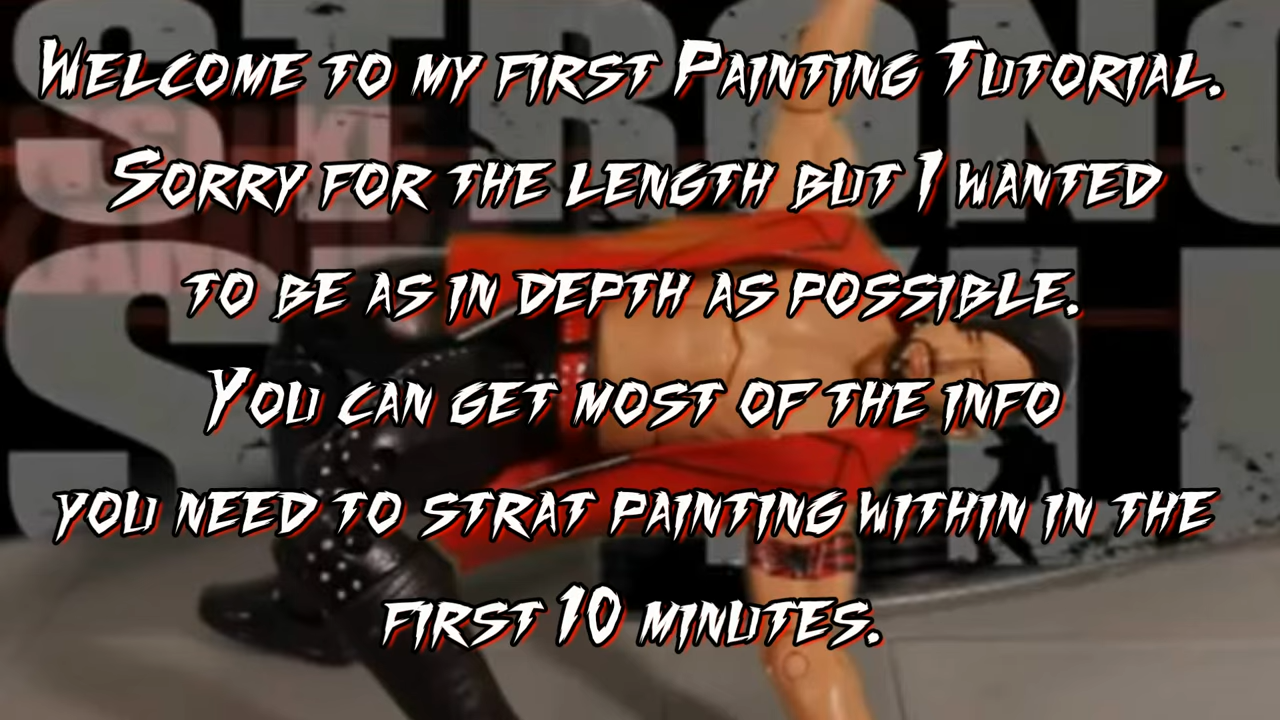 Welcome to my first Painting Tutorial.
Sorry for the length but I wanted
to be as in depth as possible.
You can get most of the info
you need to strat painting within in the
first 10 minutes.
STRONG